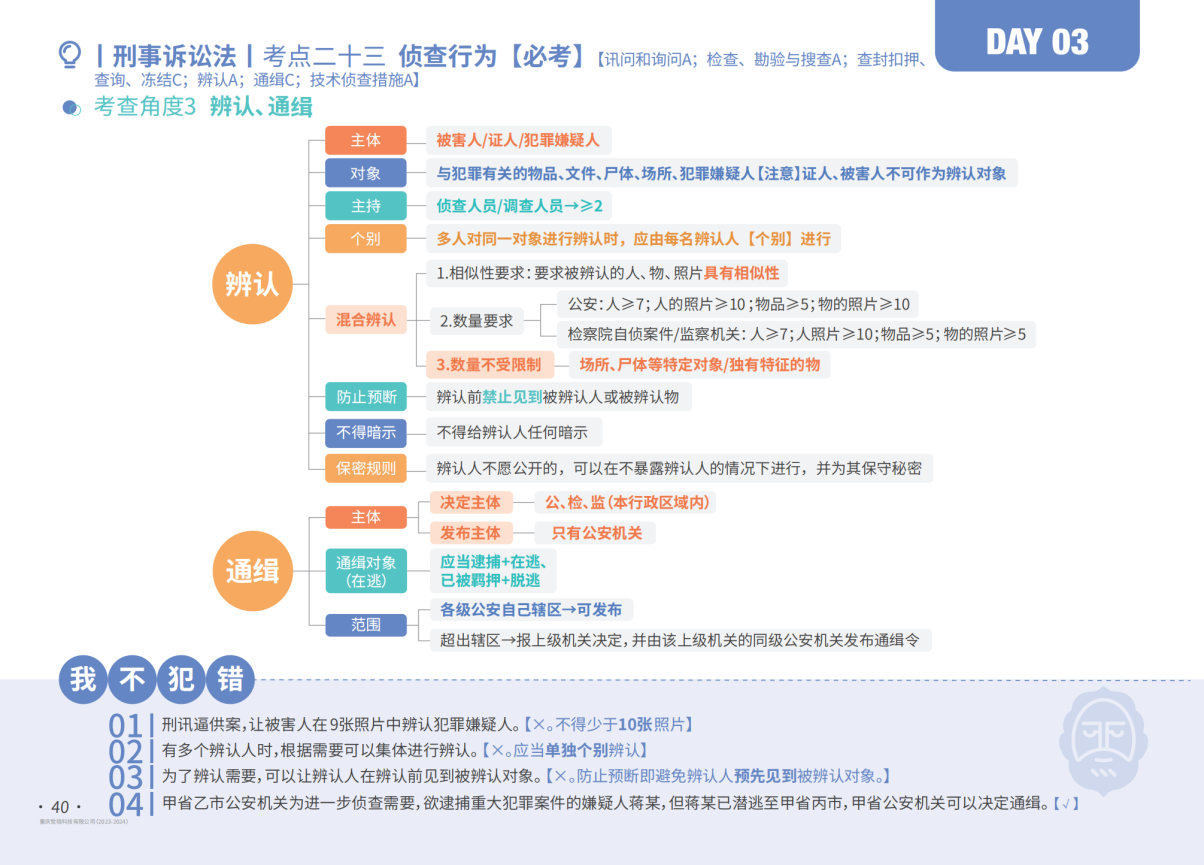 DAY 03
|刑事诉讼法|考点二十三 侦查行为【必考】【讯问和询问A；检查、勘验与搜查A；查封扣押、
查询、冻结C；辨认A；通缉C；技术侦查措施A】
考查角度3 辨认、通缉
辨认
主体
被害人/证人/犯罪嫌疑人
对象
与犯罪有关的物品、文件、尸体、场所、犯罪嫌疑人【注意】证人、被害人不可作为辨认对象
主持
侦查人员/调查人员→≥2
个别
多人对同一对象进行辨认时，应由每名辨认人【个别】进行
混合辨认
1.相似性要求：要求被辨认的人、物、照片具有相似性
2.数量要求
公安：人≥7；人的照片≥10；物品≥5；物的照片≥10
检察院自侦案件/监察机关：人≥7；人照片≥10；物品≥5；物的照片≥5
3.数量不受限制
场所、尸体等特定对象/独有特征的物
防止预断
辨认前禁止见到被辨认人或被辨认物
不得暗示
不得给辨认人任何暗示
保密规则
辨认人不愿公开的，可以在不暴露辨认人的情况下进行，并为其保守秘密
通缉
主体
决定主体
公、检、监（本行政区域内）
发布主体
只有公安机关
通缉对象
（在逃）
应当逮捕+在逃、
已被羁押+脱逃
范围
各级公安自己辖区→可发布
超出辖区→报上级机关决定，并由该上级机关的同级公安机关发布通缉令
我不犯错
01|刑讯逼供案，让被害人在9张照片中辨认犯罪嫌疑人。【×。不得少于10张照片】
02|有多个辨认人时，根据需要可以集体进行辨认。【×。应当单独个别辨认】
03|为了辨认需要，可以让辨认人在辨认前见到被辨认对象。【×。防止预断即避免辨认人预先见到被辨认对象。】
04|甲省乙市公安机关为进一步侦查需要，欲逮捕重大犯罪案件的嫌疑人蒋某，但蒋某已潜逃至甲省丙市，甲省公安机关可以决定通缉。【√】
· 40 ·